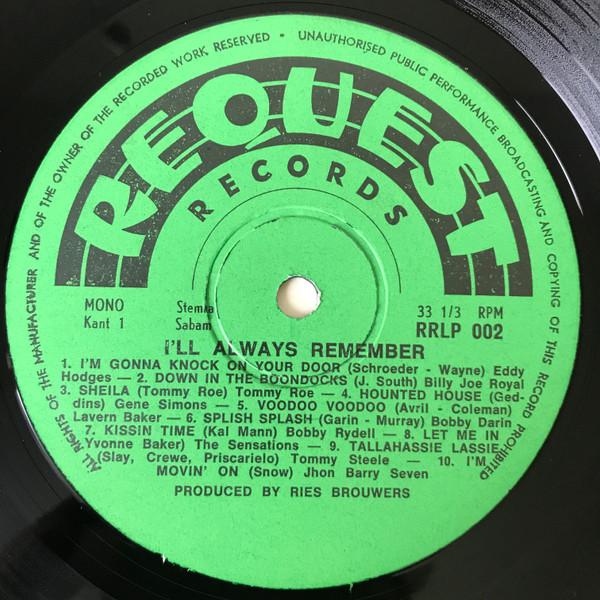 ALL RIGHTS OF THE MANUFACTURER AND OF THE OWNER OF THE RECORDED WORK RESERVED • UNAUTHORISED PUBLIC PERFORMANCE BROADCASTING AND COPYING OF THIS RECORD PROHIBITED
REQUEST
RECORDS
MONO
Kant 1
Stemra
Sabam
33 1/3 RPM
RRLP 002
I'LL ALWAYS REMEMBER
1. I'M GONNA KNOCK ON YOUR DOOR (Schroeder - Wayne) Eddy
Hodges — 2. DOWN IN THE BOONDOCKS (J. South) Billy Joe Royal
3. SHEILA (Tommy Roe) Tommy Roe — 4. HOUNTED HOUSE (Ged-
dins) Gene Simons — 5. VOODOO VOODOO (Avril - Coleman)
Lavern Baker — 6. SPLISH SPLASH (Garin - Murray) Bobby Darin
7. KISSIN TIME (Kal Mann) Bobby Rydell — 8. LET ME IN
Yvonne Baker) The Sensations — 9. TALLAHASSIE LASSIE
(Slay, Crewe, Priscarielo) Tommy Steele — 10. I'M
MOVIN' ON (Snow) Jhon Barry Seven
PRODUCED BY RIES BROUWERS